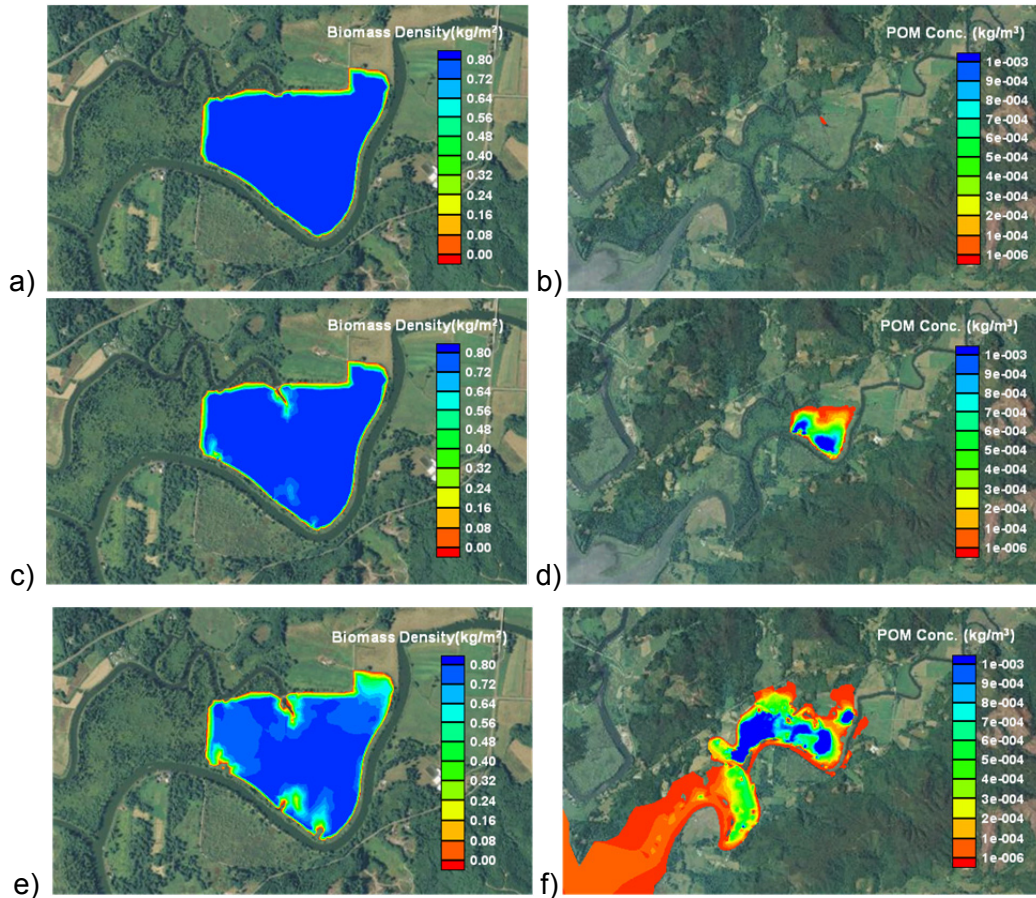 Biomass Density(kg/m²)
0.80
0.72
0.64
0.56
0.48
0.40
0.32
0.24
0.16
0.08
0.00
a)
POM Conc. (kg/m³)
1e-003
9e-004
8e-004
7e-004
6e-004
5e-004
4e-004
3e-004
2e-004
1e-004
1e-006
b)
Biomass Density(kg/m²)
0.80
0.72
0.64
0.56
0.48
0.40
0.32
0.24
0.16
0.08
0.00
c)
POM Conc. (kg/m³)
1e-003
9e-004
8e-004
7e-004
6e-004
5e-004
4e-004
3e-004
2e-004
1e-004
1e-006
d)
Biomass Density(kg/m²)
0.80
0.72
0.64
0.56
0.48
0.40
0.32
0.24
0.16
0.08
0.00
e)
POM Conc. (kg/m³)
1e-003
9e-004
8e-004
7e-004
6e-004
5e-004
4e-004
3e-004
2e-004
1e-004
1e-006
f)